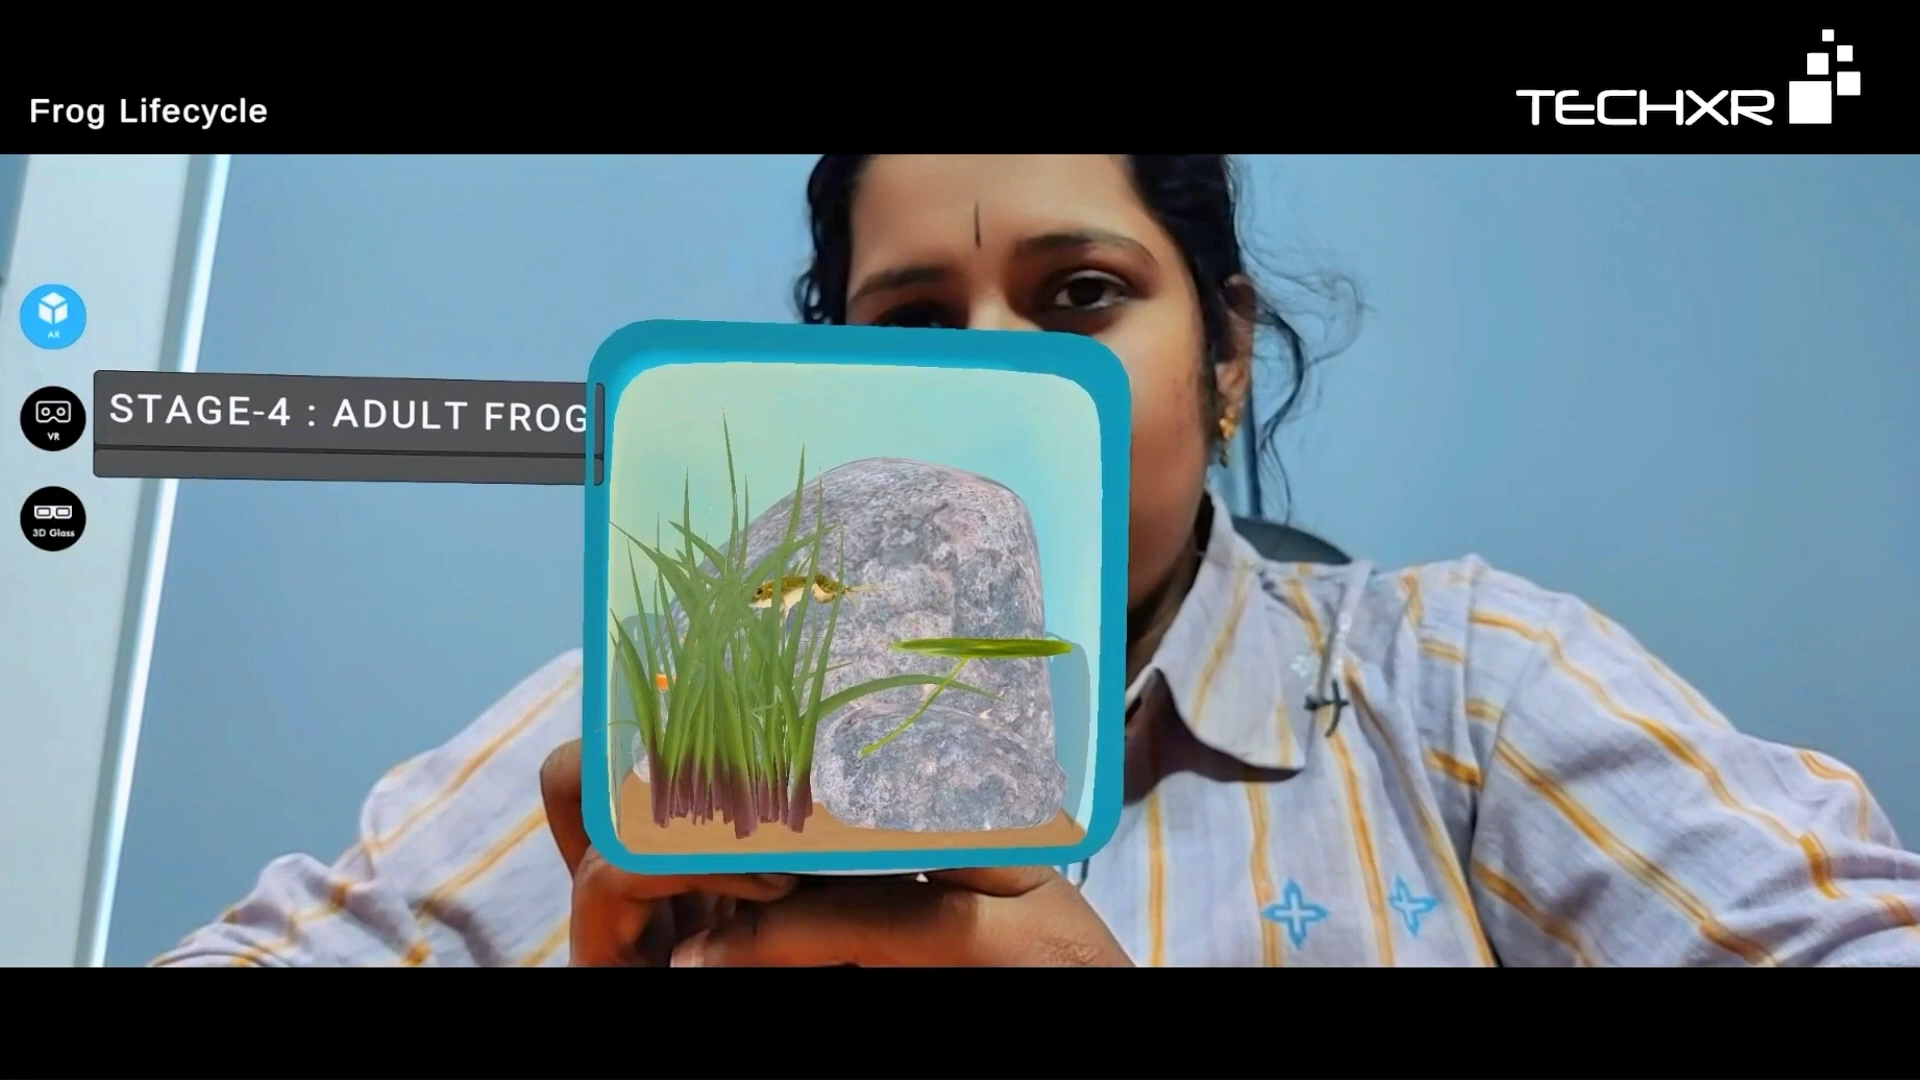 TECHXR
Frog Lifecycle
AR
STAGE-4 : ADULT FROG
VR
3D Glass